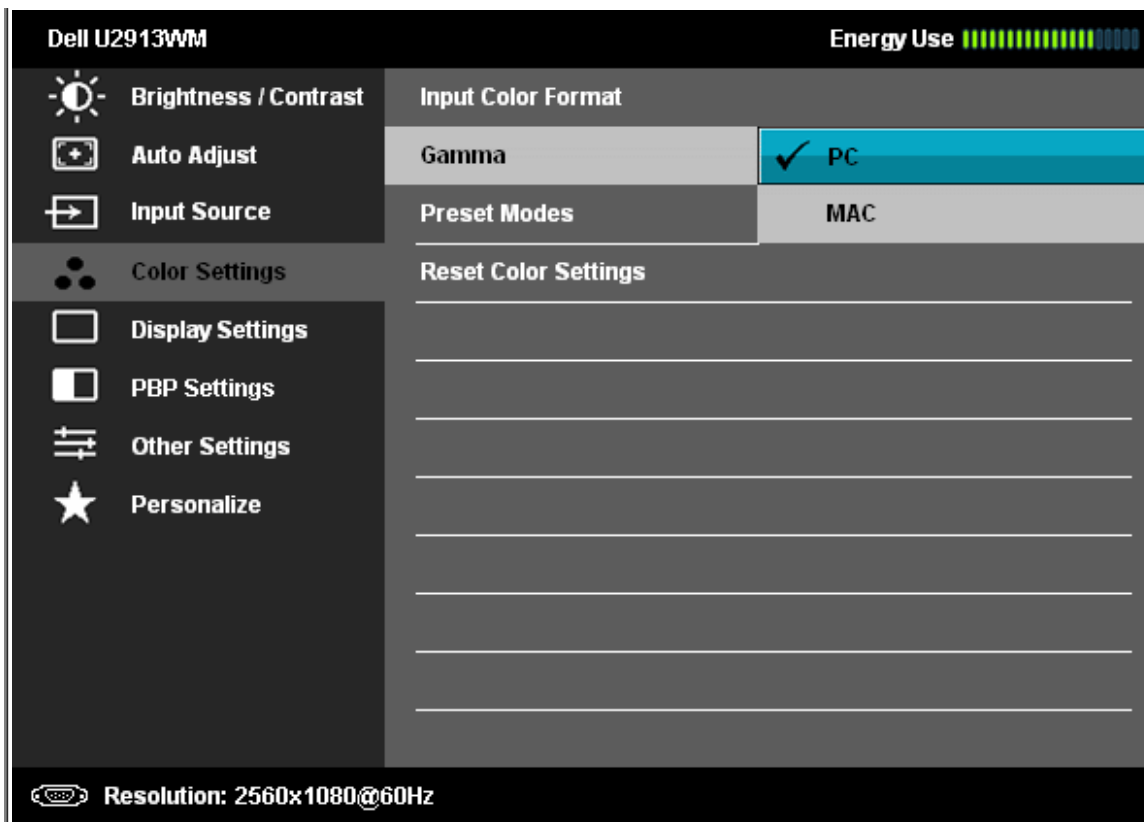 Dell U2913WM Energy Use
Brightness / Contrast
Auto Adjust
Input Source
Color Settings
Display Settings
PBP Settings
Other Settings
Personalize
Input Color Format
Gamma
Preset Modes
Reset Color Settings
PC
MAC
Resolution: 2560x1080@60Hz